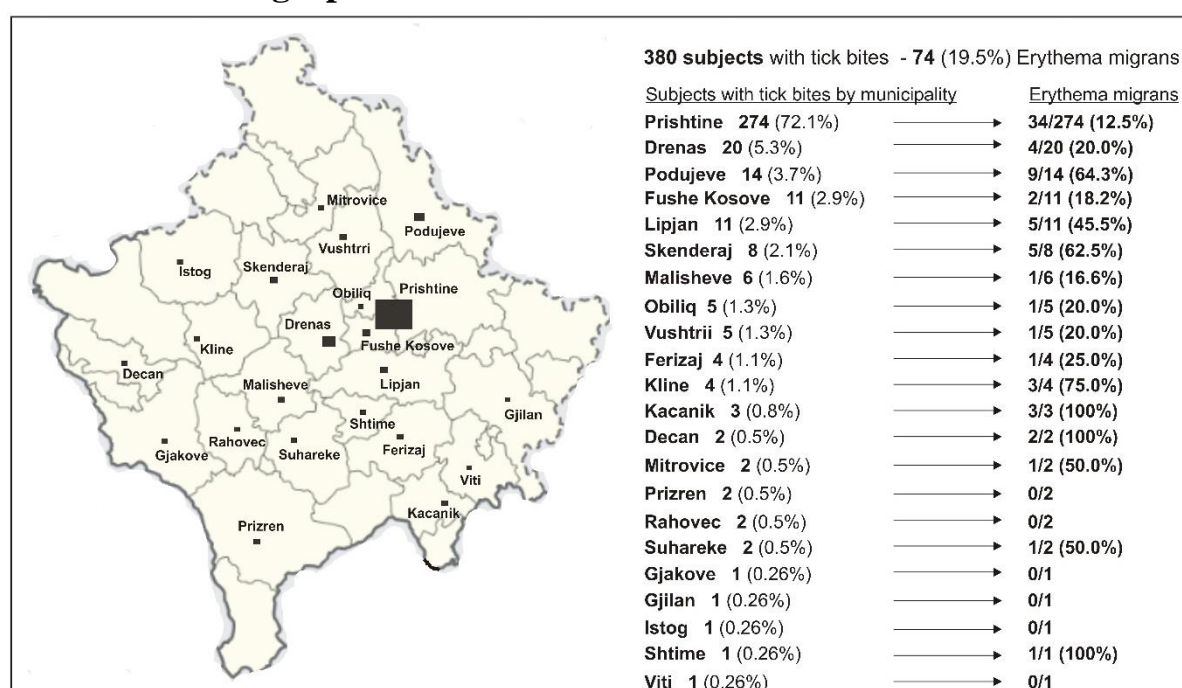 380 subjects with tick bites - 74 (19.5%) Erythema migrans
Subjects with tick bites by municipality Erythema migrans
Prishtine 274 (72.1%) 34/274 (12.5%)
Drenas 20 (5.3%) 4/20 (20.0%)
Podujeve 14 (3.7%) 9/14 (64.3%)
Fushe Kosove 11 (2.9%) 2/11 (18.2%)
Lipjan 11 (2.9%) 5/11 (45.5%)
Skenderaj 8 (2.1%) 5/8 (62.5%)
Malisheve 6 (1.6%) 1/6 (16.6%)
Obiliq 5 (1.3%) 1/5 (20.0%)
Vushtrii 5 (1.3%) 1/5 (20.0%)
Ferizaj 4 (1.1%) 1/4 (25.0%)
Kline 4 (1.1%) 3/4 (75.0%)
Kacanik 3 (0.8%) 3/3 (100%)
Decan 2 (0.5%) 2/2 (100%)
Mitrovice 2 (0.5%) 1/2 (50.0%)
Prizren 2 (0.5%) 0/2
Rahovec 2 (0.5%) 0/2
Suhareke 2 (0.5%) 1/2 (50.0%)
Gjakove 1 (0.26%) 0/1
Gjilan 1 (0.26%) 0/1
Istog 1 (0.26%) 0/1
Shtime 1 (0.26%) 1/1 (100%)
Viti 1 (0.26%) 0/1
Mitrovice
Podujeve
Vushtrri
Istog
Skenderaj
Obiliq
Prishtine
Drenas
Fushe Kosove
Kline
Decan
Lipjan
Malisheve
Gjilan
Shtime
Rahovec
Ferizaj
Gjakove
Suhareke
Viti
Kacanik
Prizren